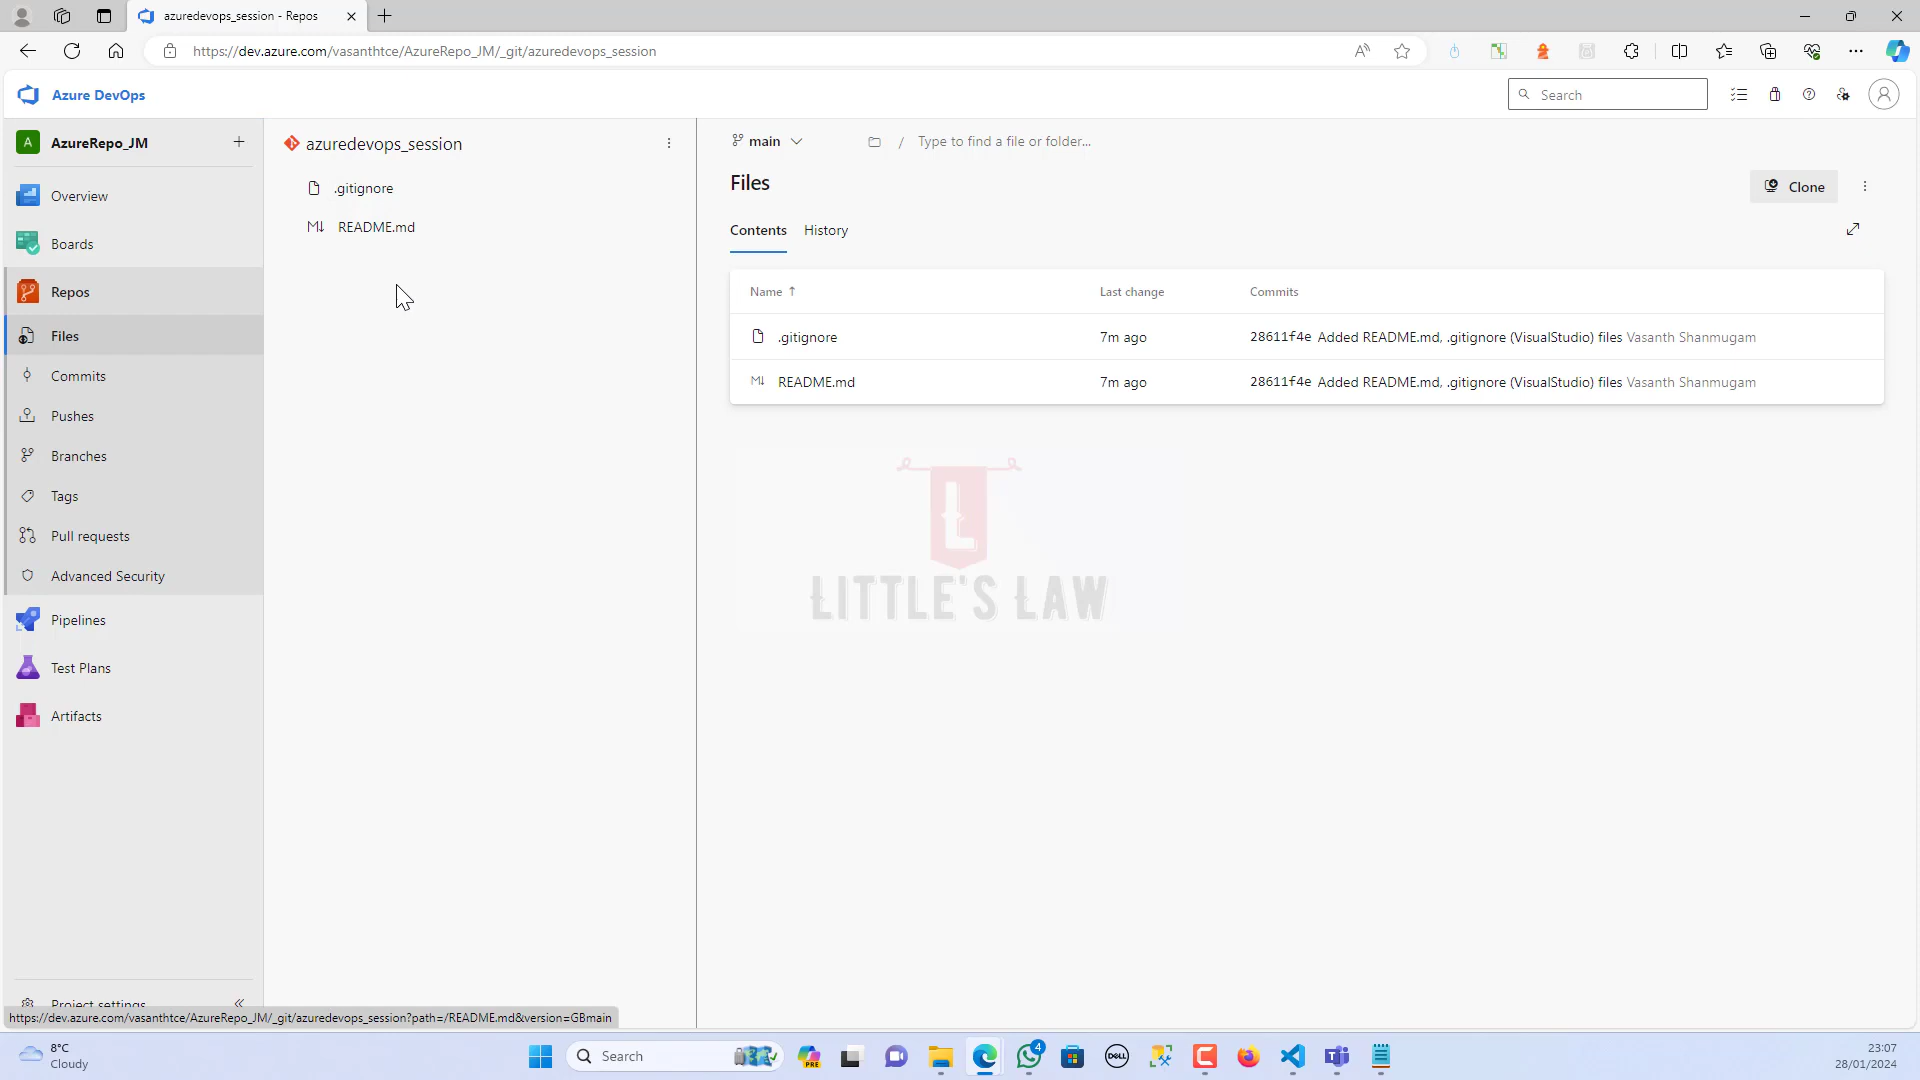 azuredevops_session - Repos
https://dev.azure.com/vasanthtce/AzureRepo_JM/_git/azuredevops_session
Azure DevOps
Search
A AzureRepo_JM
Overview
Boards
Repos
Files
Commits
Pushes
Branches
Tags
Pull requests
Advanced Security
Pipelines
Test Plans
Artifacts
Project settings
azuredevops_session
.gitignore
README.md
main / Type to find a file or folder...
Files
Clone
Contents History
Name Last change Commits
.gitignore 7m ago 28611f4e Added README.md, .gitignore (VisualStudio) files Vasanth Shanmugam
README.md 7m ago 28611f4e Added README.md, .gitignore (VisualStudio) files Vasanth Shanmugam
L
LITTLE'S LAW
https://dev.azure.com/vasanthtce/AzureRepo_JM/_git/azuredevops_session?path=/README.md&version=GBmain
8°C
Cloudy
Search
PRE
4
DELL
23:07
28/01/2024